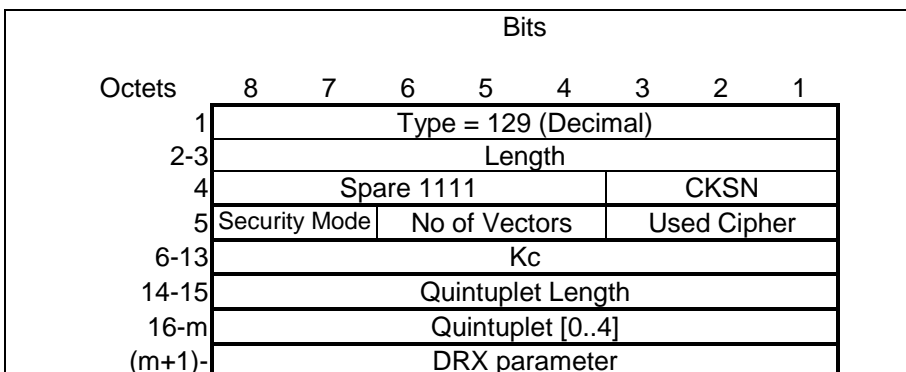 Bits
Octets 8 7 6 5 4 3 2 1
1 Type = 129 (Decimal)
2-3 Length
4 Spare 1111 CKSN
5 Security Mode No of Vectors Used Cipher
6-13 Kc
14-15 Quintuplet Length
16-m Quintuplet [0..4]
(m+1)- DRX parameter